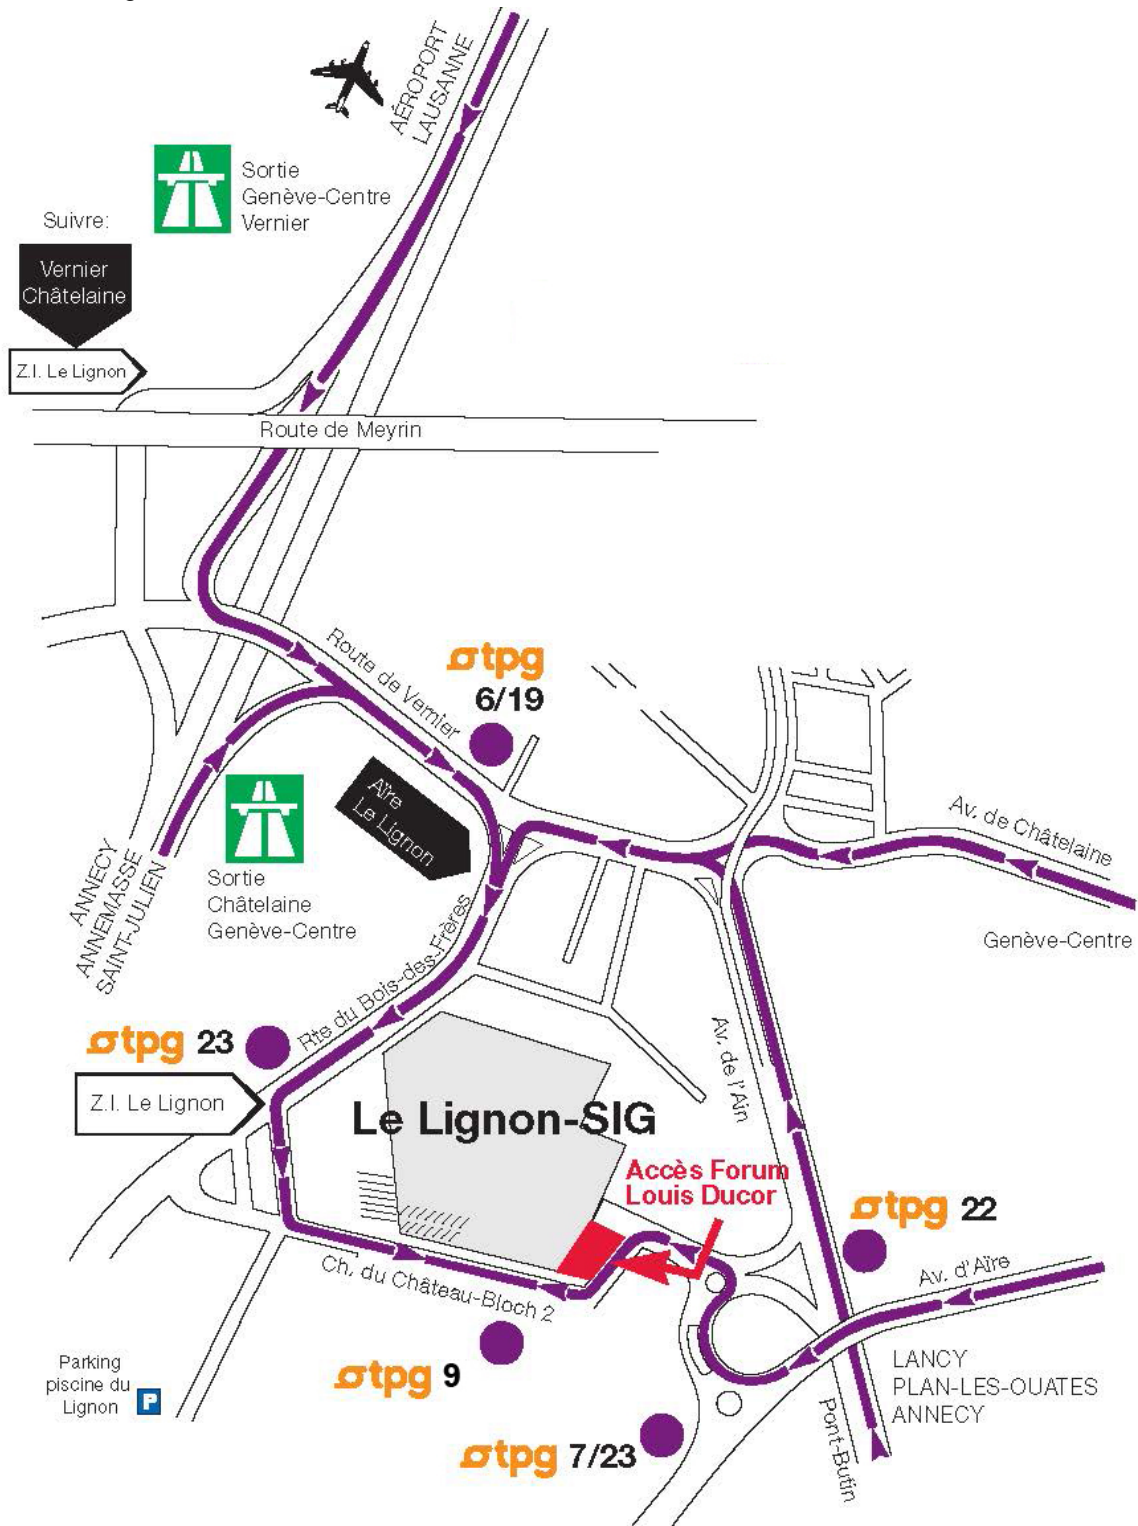 AÉROPORT
LAUSANNE
Sortie
Genève-Centre
Vernier
Suivre:
Vernier
Châtelaine
Z.I. Le Lignon
Route de Meyrin
Route de Vernier
tpg
6/19
Aïre
Le Lignon
Av. de Châtelaine
Genève-Centre
ANNECY
ANNEMASSE
SAINT-JULIEN
Sortie
Châtelaine
Genève-Centre
Rte du Bois-des-Frères
tpg 23
Z.I. Le Lignon
Av. de l'Ain
Le Lignon-SIG
Accès Forum
Louis Ducor
tpg 22
Av. d'Aïre
Ch. du Château-Bloch 2
tpg 9
Parking
piscine du
Lignon
P
LANCY
PLAN-LES-OUATES
ANNECY
Pont-Butin
tpg 7/23